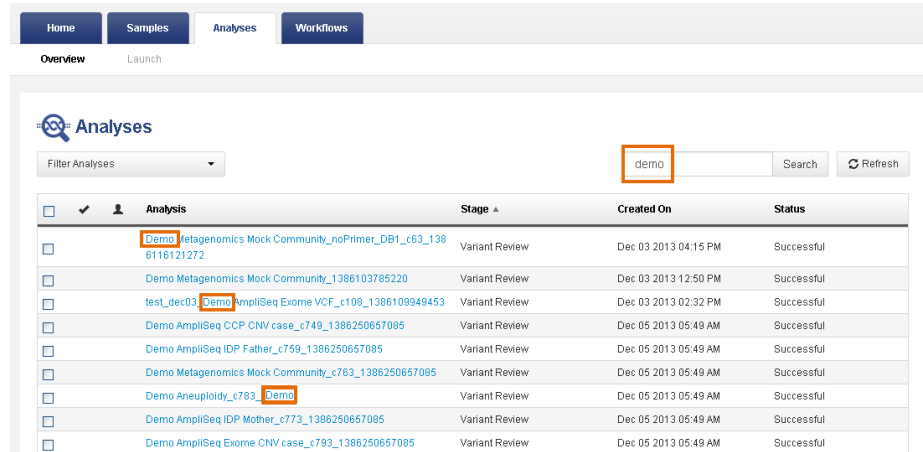 Home Samples Analyses Workflows
Overview Launch
Analyses
Filter Analyses demo Search Refresh
Analysis Stage Created On Status
Demo Metagenomics Mock Community_noPrimer_DB1_c63_138
6116121272 Variant Review Dec 03 2013 04:15 PM Successful
Demo Metagenomics Mock Community_1386103785220 Variant Review Dec 03 2013 12:50 PM Successful
test_dec03_Demo AmpliSeq Exome VCF_c108_1386109949453 Variant Review Dec 03 2013 02:32 PM Successful
Demo AmpliSeq CCP CNV case_c749_1386250657085 Variant Review Dec 05 2013 05:49 AM Successful
Demo AmpliSeq IDP Father_c759_1386250657085 Variant Review Dec 05 2013 05:49 AM Successful
Demo Metagenomics Mock Community_c763_1386250657085 Variant Review Dec 05 2013 05:49 AM Successful
Demo Aneuploidy_c783_ Demo Variant Review Dec 05 2013 05:49 AM Successful
Demo AmpliSeq IDP Mother_c773_1386250657085 Variant Review Dec 05 2013 05:49 AM Successful
Demo AmpliSeq Exome CNV case_c793_1386250657085 Variant Review Dec 05 2013 05:49 AM Successful